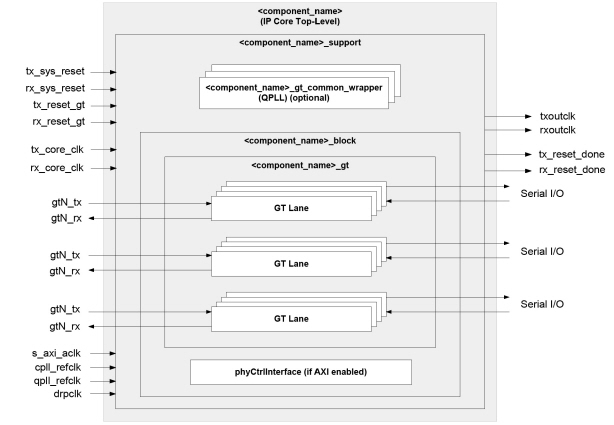 <component_name>
(IP Core Top-Level)
<component_name>_support
tx_sys_reset
rx_sys_reset
tx_reset_gt
rx_reset_gt
tx_core_clk
rx_core_clk
<component_name>_gt_common_wrapper
(QPLL) (optional)
txoutclk
rxoutclk
tx_reset_done
rx_reset_done
<component_name>_block
<component_name>_gt
gtN_tx
gtN_rx
GT Lane
Serial I/O
gtN_tx
gtN_rx
GT Lane
Serial I/O
gtN_tx
gtN_rx
GT Lane
Serial I/O
s_axi_aclk
cpll_refclk
qpll_refclk
drpclk
phyCtrlInterface (if AXI enabled)